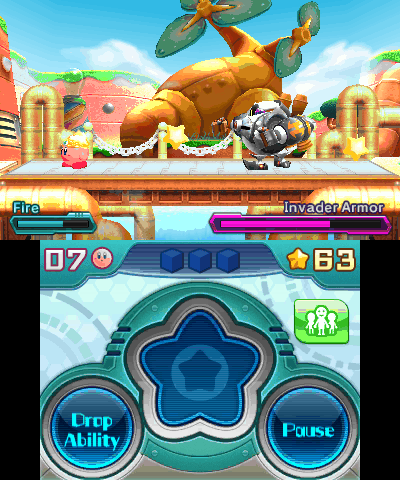 Fire
Invader Armor
07
63
Drop
Ability
Pause